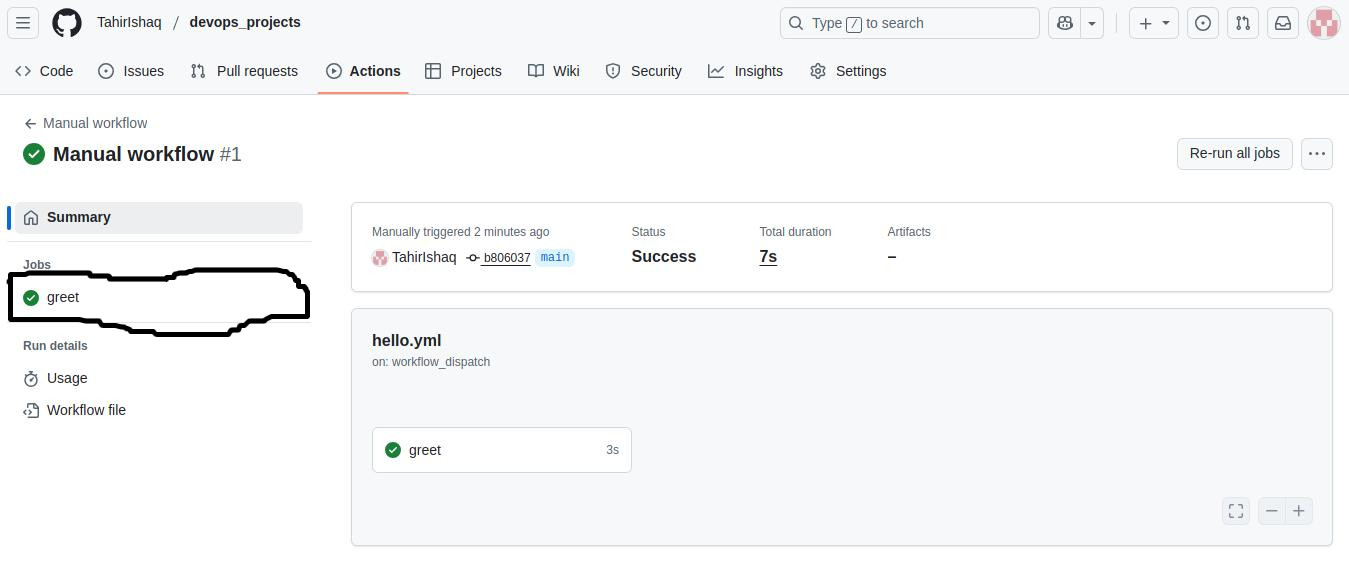 TahirIshaq / devops_projects
Type / to search
Code Issues Pull requests Actions Projects Wiki Security Insights Settings
Manual workflow
Manual workflow #1
Re-run all jobs
Summary
Jobs
greet
Run details
Usage
Workflow file
Manually triggered 2 minutes ago
TahirIshaq b806037 main
Status
Success
Total duration
7s
Artifacts
–
hello.yml
on: workflow_dispatch
greet 3s